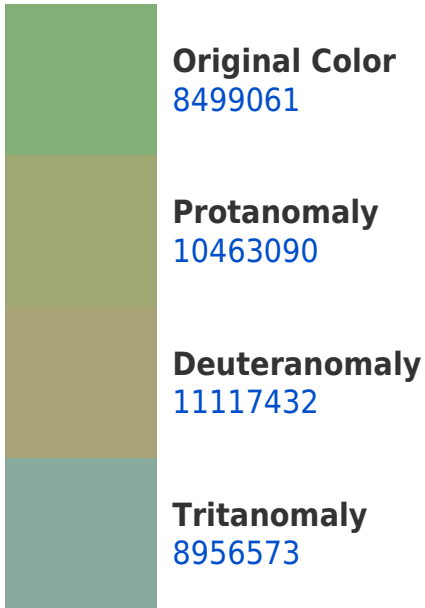 Original Color
8499061
Protanomaly
10463090
Deuteranomaly
11117432
Tritanomaly
8956573